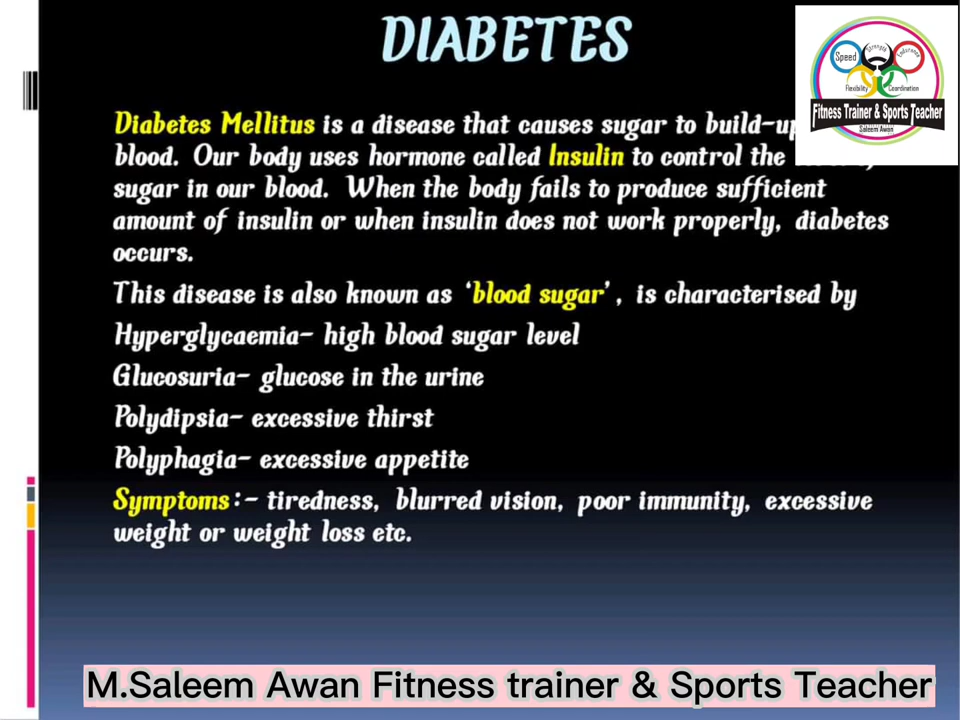 DIABETES
Speed
Strength
Endurance
Flexibility
Coordination
Fitness Trainer & Sports Teacher
Saleem Awan
Diabetes Mellitus is a disease that causes sugar to build-up
blood. Our body uses hormone called Insulin to control the
sugar in our blood. When the body fails to produce sufficient
amount of insulin or when insulin does not work properly, diabetes
occurs.
This disease is also known as ‘blood sugar’, is characterised by
Hyperglycaemia- high blood sugar level
Glucosuria- glucose in the urine
Polydipsia- excessive thirst
Polyphagia- excessive appetite
Symptoms:- tiredness, blurred vision, poor immunity, excessive
weight or weight loss etc.
M.Saleem Awan Fitness trainer & Sports Teacher